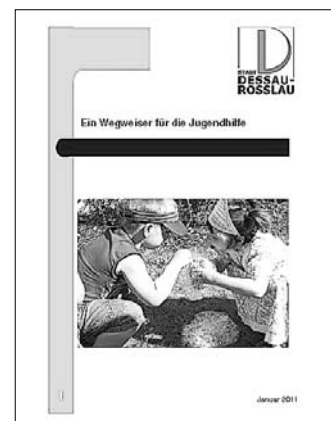 STADT
DESSAU-
ROSSLAU
Ein Wegweiser für die Jugendhilfe
Januar 2011